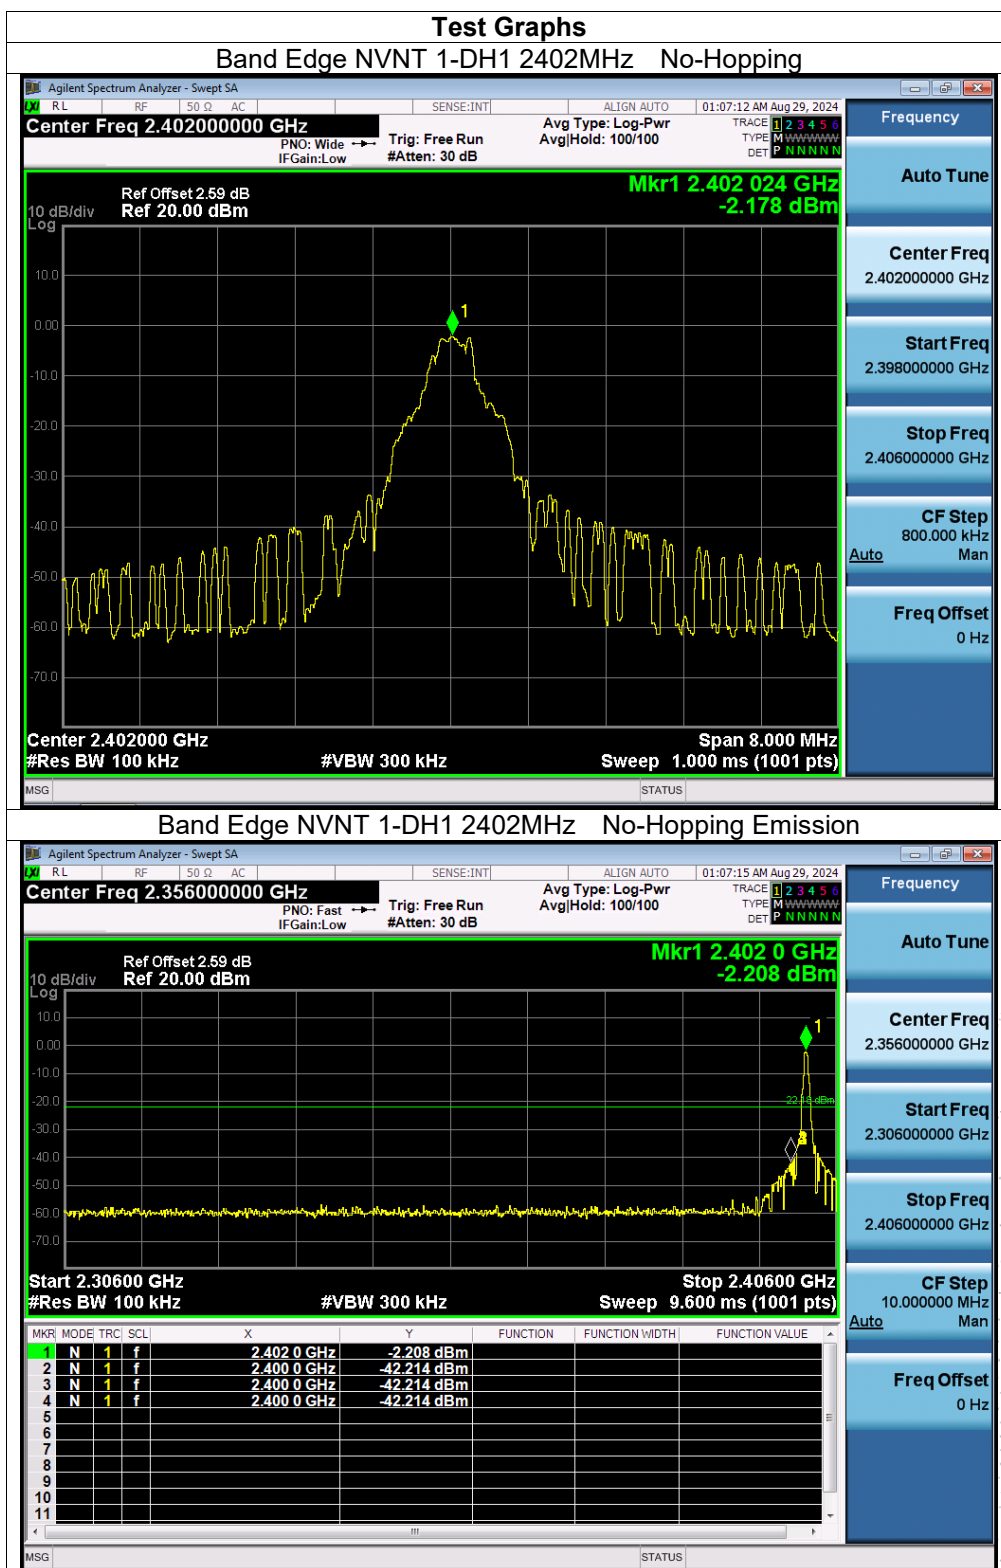 Test Graphs
Band Edge NVNT 1-DH1 2402MHz No-Hopping
Agilent Spectrum Analyzer - Swept SA
LXI RL RF 50 Ω AC SENSE:INT ALIGN AUTO 01:07:12 AM Aug 29, 2024
Center Freq 2.402000000 GHz
PNO: Wide
IFGain:Low
Trig: Free Run
#Atten: 30 dB
Avg Type: Log-Pwr
Avg|Hold: 100/100
TRACE 1 2 3 4 5 6
TYPE M WWWWW
DET P N N N N N
Frequency
Ref Offset 2.59 dB
10 dB/div Ref 20.00 dBm
Log
Mkr1 2.402 024 GHz
-2.178 dBm
10.0
0.00
-10.0
-20.0
-30.0
-40.0
-50.0
-60.0
-70.0
1
Center 2.402000 GHz
Span 8.000 MHz
#Res BW 100 kHz
#VBW 300 kHz
Sweep 1.000 ms (1001 pts)
Auto Tune
Center Freq
2.402000000 GHz
Start Freq
2.398000000 GHz
Stop Freq
2.406000000 GHz
CF Step
800.000 kHz
Auto Man
Freq Offset
0 Hz
MSG STATUS
Band Edge NVNT 1-DH1 2402MHz No-Hopping Emission
Agilent Spectrum Analyzer - Swept SA
LXI RL RF 50 Ω AC SENSE:INT ALIGN AUTO 01:07:15 AM Aug 29, 2024
Center Freq 2.356000000 GHz
PNO: Fast
IFGain:Low
Trig: Free Run
#Atten: 30 dB
Avg Type: Log-Pwr
Avg|Hold: 100/100
TRACE 1 2 3 4 5 6
TYPE M WWWWW
DET P N N N N N
Frequency
Ref Offset 2.59 dB
10 dB/div Ref 20.00 dBm
Log
Mkr1 2.402 0 GHz
-2.208 dBm
10.0
0.00
-10.0
-20.0
-30.0
-40.0
-50.0
-60.0
-70.0
1
3
Start 2.30600 GHz
Stop 2.40600 GHz
#Res BW 100 kHz
#VBW 300 kHz
Sweep 9.600 ms (1001 pts)
MKR MODE TRC SCL X Y FUNCTION FUNCTION WIDTH FUNCTION VALUE
1 N 1 f 2.402 0 GHz -2.208 dBm
2 N 1 f 2.400 0 GHz -42.214 dBm
3 N 1 f 2.400 0 GHz -42.214 dBm
4 N 1 f 2.400 0 GHz -42.214 dBm
5
6
7
8
9
10
11
Auto Tune
Center Freq
2.356000000 GHz
Start Freq
2.306000000 GHz
Stop Freq
2.406000000 GHz
CF Step
10.000000 MHz
Auto Man
Freq Offset
0 Hz
MSG STATUS